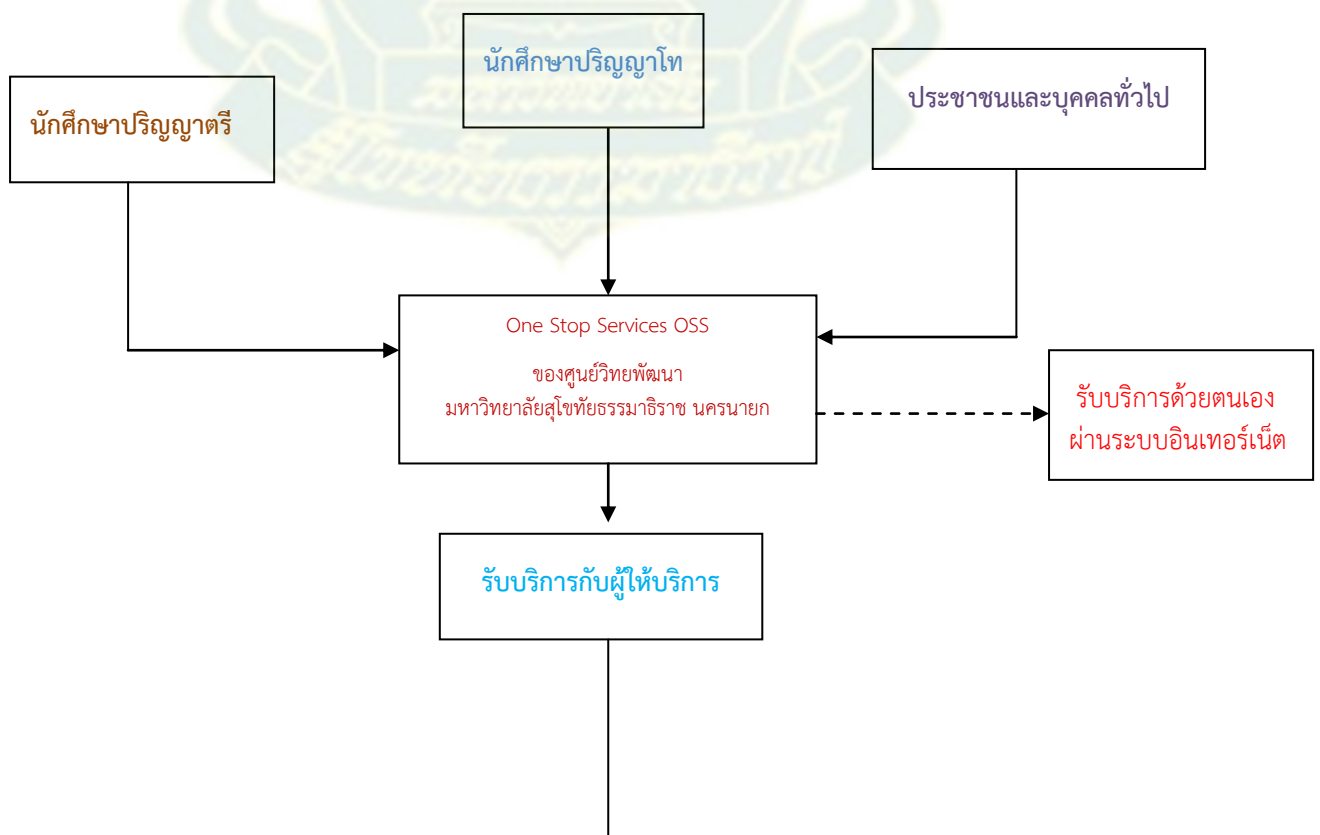 นักศึกษาปริญญาโท
ประชาชนและบุคคลทั่วไป
นักศึกษาปริญญาตรี
One Stop Services OSS
ของศูนย์วิทยพัฒนา
มหาวิทยาลัยสุโขทัยธรรมาธิราช นครนายก
รับบริการด้วยตนเอง
ผ่านระบบอินเทอร์เน็ต
รับบริการกับผู้ให้บริการ